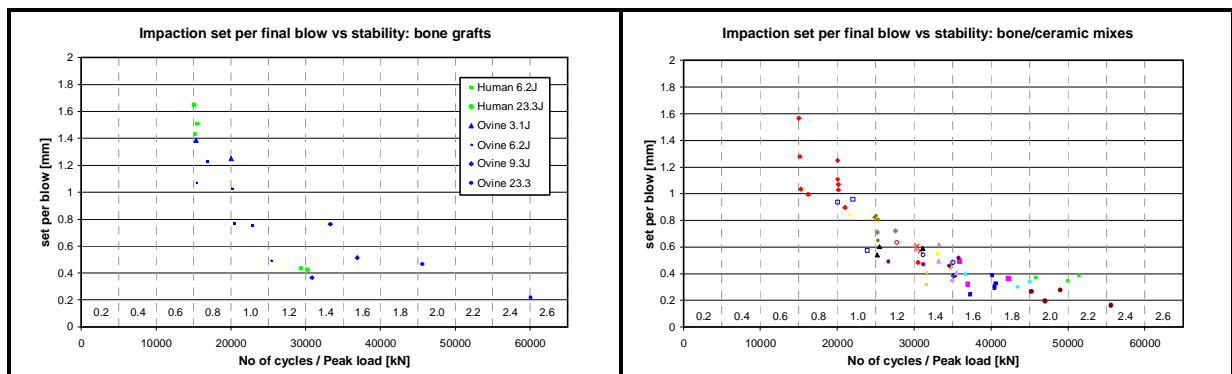 Impaction set per final blow vs stability: bone grafts
2
1.8
1.6
1.4
1.2
1
0.8
0.6
0.4
0.2
0
set per blow [mm]
Human 6.2J
Human 23.3J
Ovine 3.1J
Ovine 6.2J
Ovine 9.3J
Ovine 23.3
0.2 0.4 0.6 0.8 1.0 1.2 1.4 1.6 1.8 2.0 2.2 2.4 2.6
0 10000 20000 30000 40000 50000 60000
No of cycles / Peak load [kN]
Impaction set per final blow vs stability: bone/ceramic mixes
2
1.8
1.6
1.4
1.2
1
0.8
0.6
0.4
0.2
0
set per blow [mm]
0.2 0.4 0.6 0.8 1.0 1.2 1.4 1.6 1.8 2.0 2.2 2.4 2.6
0 10000 20000 30000 40000 50000 60000
No of cycles / Peak load [kN]